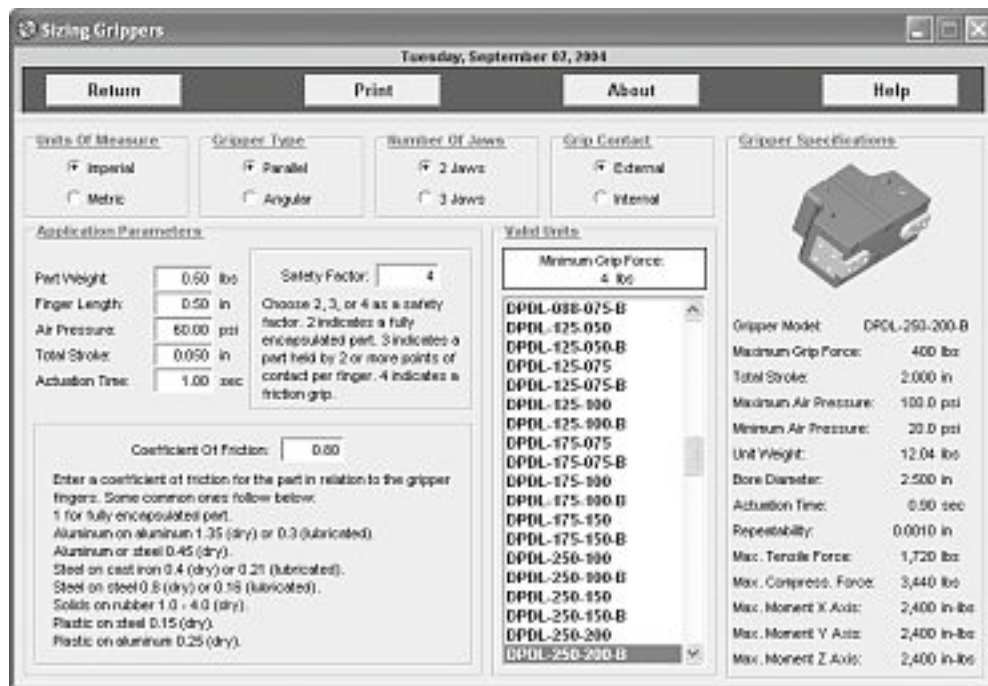 Sizing Grippers
Tuesday, September 07, 2004
Return Print About Help
Units Of Measure
Imperial
Metric
Gripper Type
Parallel
Angular
Number Of Jaws
2 Jaws
3 Jaws
Grip Contact
External
Internal
Application Parameters
Part Weight: 0.50 lbs
Finger Length: 0.50 in
Air Pressure: 60.00 psi
Total Stroke: 0.050 in
Actuation Time: 1.00 sec
Safety Factor: 4
Choose 2, 3, or 4 as a safety
factor. 2 indicates a fully
encapsulated part. 3 indicates a
part held by 2 or more points of
contact per finger. 4 indicates a
friction grip.
Coefficient Of Friction: 0.80
Enter a coefficient of friction for the part in relation to the gripper
fingers. Some common ones follow below:
1 for fully encapsulated part.
Aluminum on aluminum 1.35 (dry) or 0.3 (lubricated).
Aluminum or steel 0.45 (dry).
Steel on cast iron 0.4 (dry) or 0.21 (lubricated).
Steel on steel 0.8 (dry) or 0.16 (lubricated).
Solids on rubber 1.0 - 4.0 (dry).
Plastic on steel 0.15 (dry).
Plastic on aluminum 0.25 (dry).
Valid Units
Minimum Grip Force:
4 lbs
DPDL-088-075-B
DPDL-125-050
DPDL-125-050-B
DPDL-125-075
DPDL-125-075-B
DPDL-125-100
DPDL-125-100-B
DPDL-175-075
DPDL-175-075-B
DPDL-175-100
DPDL-175-100-B
DPDL-175-150
DPDL-175-150-B
DPDL-250-100
DPDL-250-100-B
DPDL-250-150
DPDL-250-150-B
DPDL-250-200
DPDL-250-200-B
Gripper Specifications
Gripper Model: DPDL-250-200-B
Maximum Grip Force: 400 lbs
Total Stroke: 2.000 in
Maximum Air Pressure: 100.0 psi
Minimum Air Pressure: 20.0 psi
Unit Weight: 12.04 lbs
Bore Diameter: 2.500 in
Actuation Time: 0.90 sec
Repeatability: 0.0010 in
Max. Tensile Force: 1,720 lbs
Max. Compress. Force: 3,440 lbs
Max. Moment X Axis: 2,400 in-lbs
Max. Moment Y Axis: 2,400 in-lbs
Max. Moment Z Axis: 2,400 in-lbs